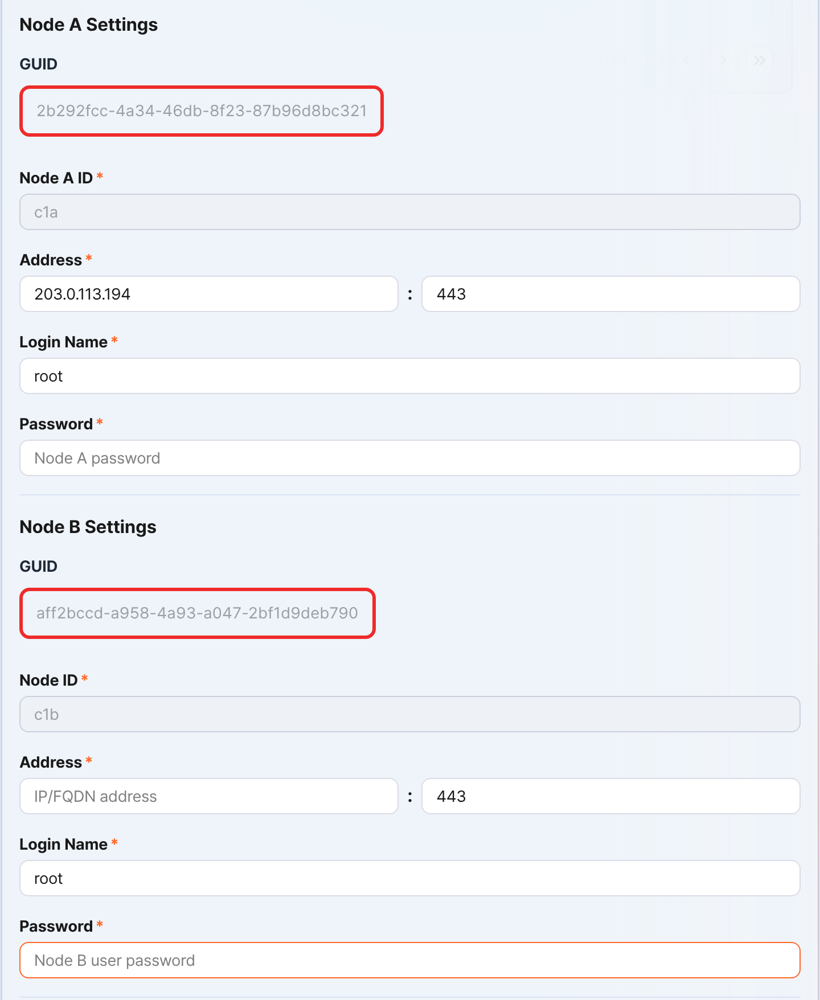 Node A Settings
GUID
2b292fcc-4a34-46db-8f23-87b96d8bc321
Node A ID *
c1a
Address *
203.0.113.194 : 443
Login Name *
root
Password *
Node A password
Node B Settings
GUID
aff2bccd-a958-4a93-a047-2bf1d9deb790
Node ID *
c1b
Address *
IP/FQDN address : 443
Login Name *
root
Password *
Node B user password